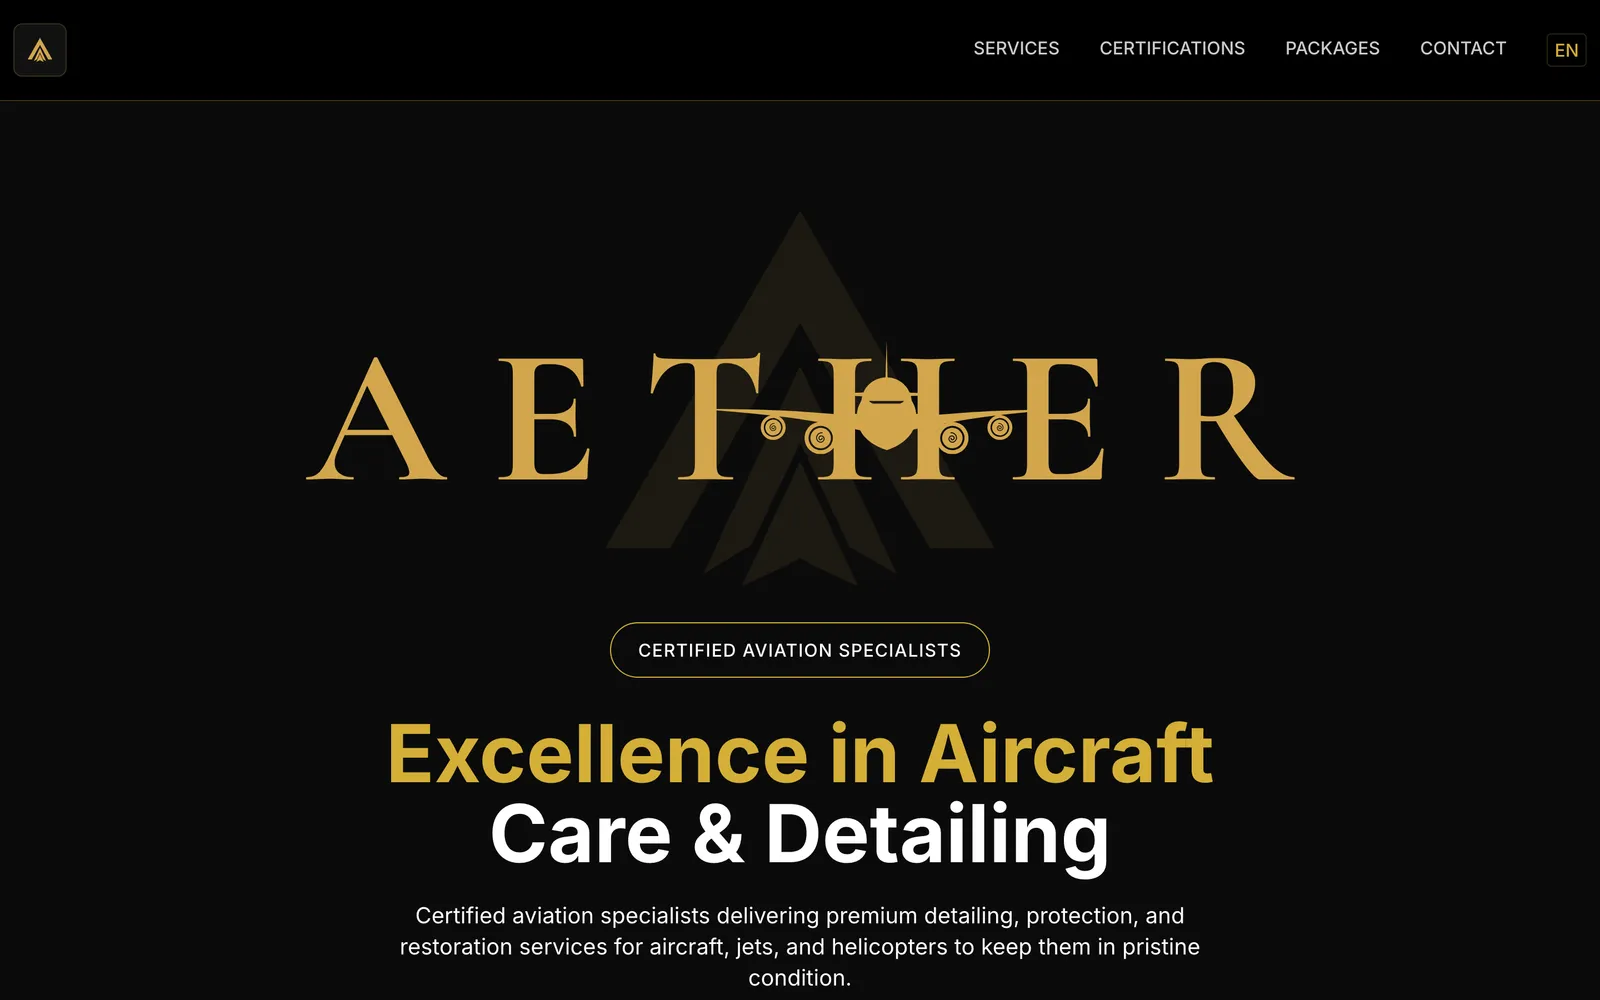 SERVICES CERTIFICATIONS PACKAGES CONTACT EN
AETHER
CERTIFIED AVIATION SPECIALISTS
Excellence in Aircraft
Care & Detailing
Certified aviation specialists delivering premium detailing, protection, and
restoration services for aircraft, jets, and helicopters to keep them in pristine
condition.